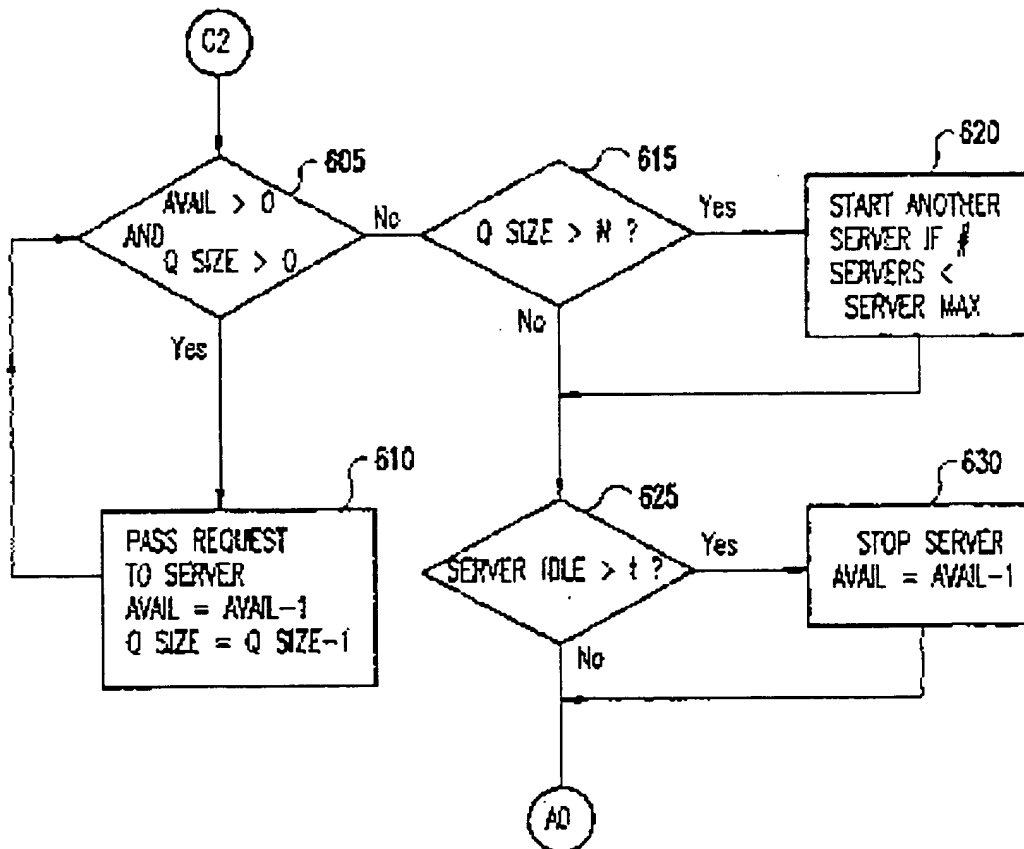 C2
605
AVAIL > 0
AND
Q SIZE > 0
No
Yes
615
Q SIZE > N ?
Yes
No
620
START ANOTHER
SERVER IF #
SERVERS <
SERVER MAX
610
PASS REQUEST
TO SERVER
AVAIL = AVAIL-1
Q SIZE = Q SIZE-1
625
SERVER IDLE > t ?
Yes
No
630
STOP SERVER
AVAIL = AVAIL-1
A0